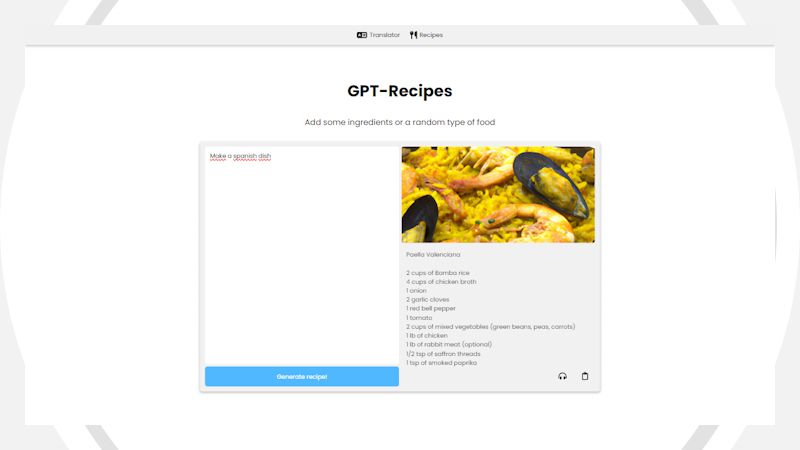 Translator
Recipes
GPT-Recipes
Add some ingredients or a random type of food
Make a spanish dish
Paella Valenciana
2 cups of Bomba rice
4 cups of chicken broth
1 onion
2 garlic cloves
1 red bell pepper
1 tomato
2 cups of mixed vegetables (green beans, peas, carrots)
1 lb of chicken
1 lb of rabbit meat (optional)
1/2 tsp of saffron threads
1 tsp of smoked paprika
Generate recipe!